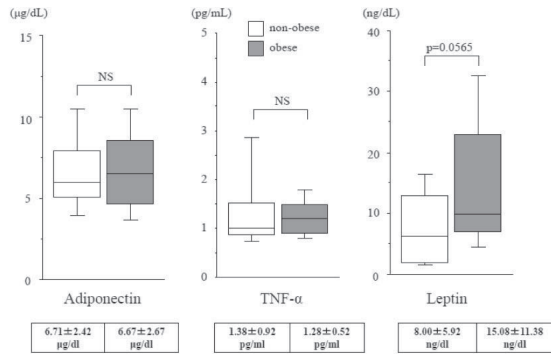 (μg/dL)
(pg/mL)
(ng/dL)
non-obese
obese
15
10
5
0
NS
5
4
3
2
1
0
NS
40
30
20
10
0
p=0.0565
Adiponectin
TNF-α
Leptin
6.71±2.42 μg/dl
6.67±2.67 μg/dl
1.38±0.92 pg/ml
1.28±0.52 pg/ml
8.00±5.92 ng/dl
15.08±11.38 ng/dl